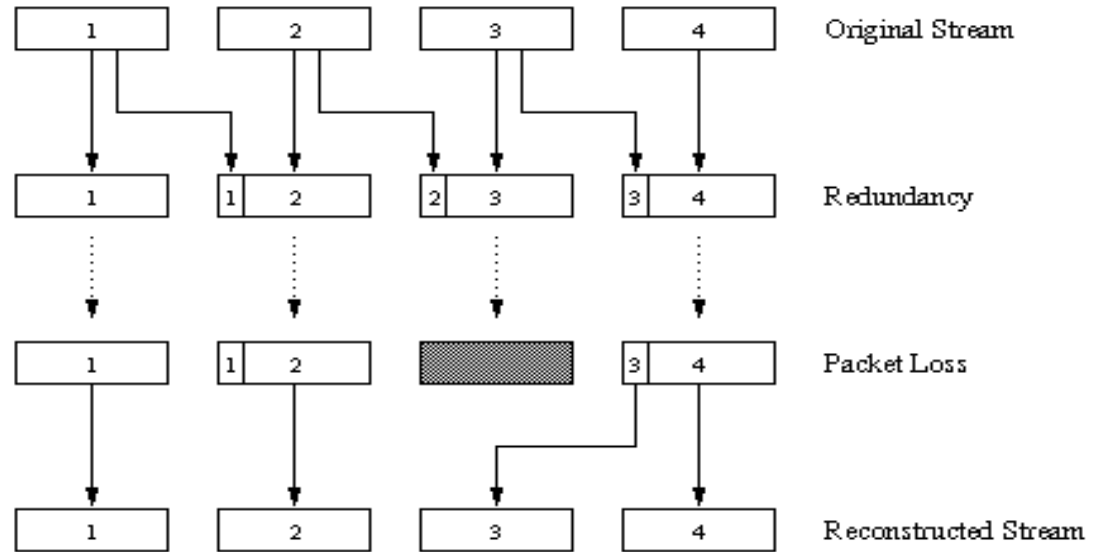 1 2 3 4 Original Stream
1 1 2 2 3 3 4 Redundancy
1 1 2 3 4 Packet Loss
1 2 3 4 Reconstructed Stream